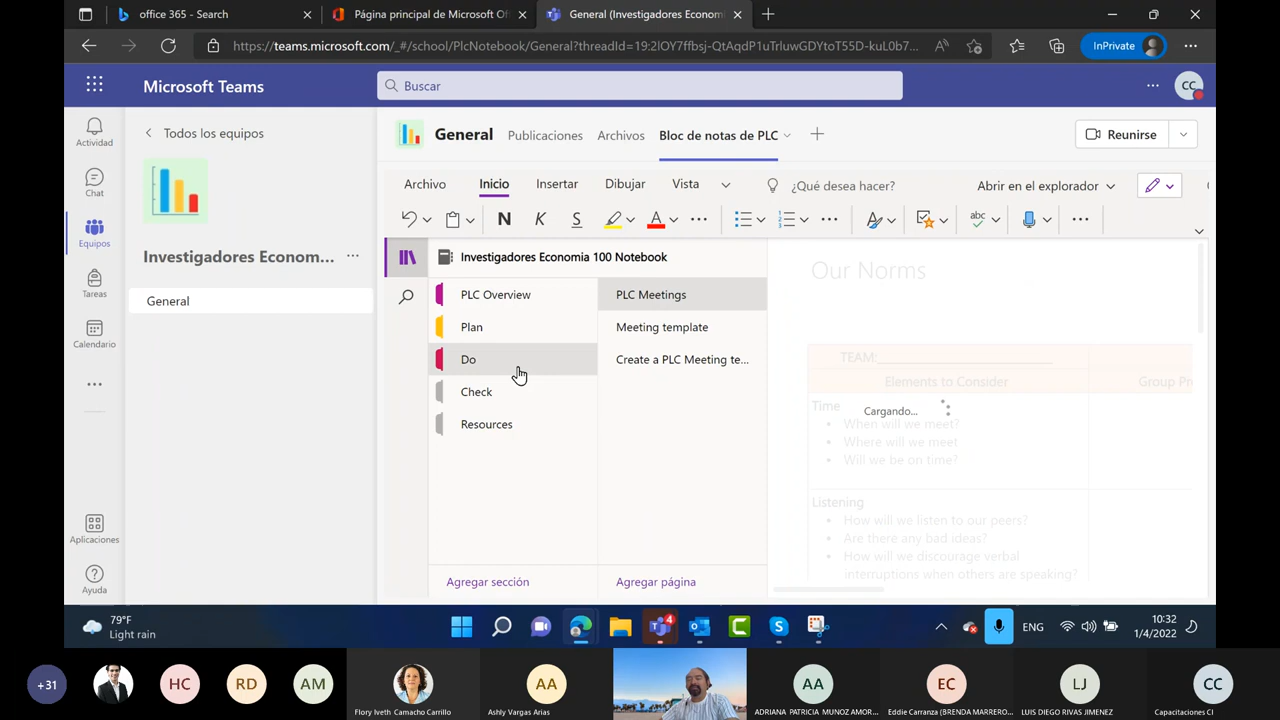 office 365 - Search
Página principal de Microsoft Of
General (Investigadores Economi
https://teams.microsoft.com/_#/school/PlcNotebook/General?threadId=19:2lOY7ffbsj-QtAqdP1uTrluwGDYtoT55D-kuL0b7...
InPrivate
Microsoft Teams
Buscar
CC
Actividad
Chat
Equipos
Tareas
Calendario
Aplicaciones
Ayuda
Todos los equipos
Investigadores Econom...
General
General
Publicaciones
Archivos
Bloc de notas de PLC
Reunirse
Archivo
Inicio
Insertar
Dibujar
Vista
¿Qué desea hacer?
Abrir en el explorador
N K S A abc
Investigadores Economia 100 Notebook
PLC Overview
Plan
Do
Check
Resources
Agregar sección
PLC Meetings
Meeting template
Create a PLC Meeting te...
Agregar página
Our Norms
TEAM:
Elements to Consider
Group Pr
Time
When will we meet?
Where will we meet
Will we be on time?
Cargando...
Listening
How will we listen to our peers?
Are there any bad ideas?
How will we discourage verbal
interruptions when others are speaking?
79°F
Light rain
4
ENG
10:32
1/4/2022
+31
HC
RD
AM
Flory Iveth Camacho Carrillo
AA
Ashly Vargas Arias
AA
ADRIANA PATRICIA MUNOZ AMOR...
EC
Eddie Carranza (BRENDA MARRERO...
LJ
LUIS DIEGO RIVAS JIMENEZ
CC
Capacitaciones CI